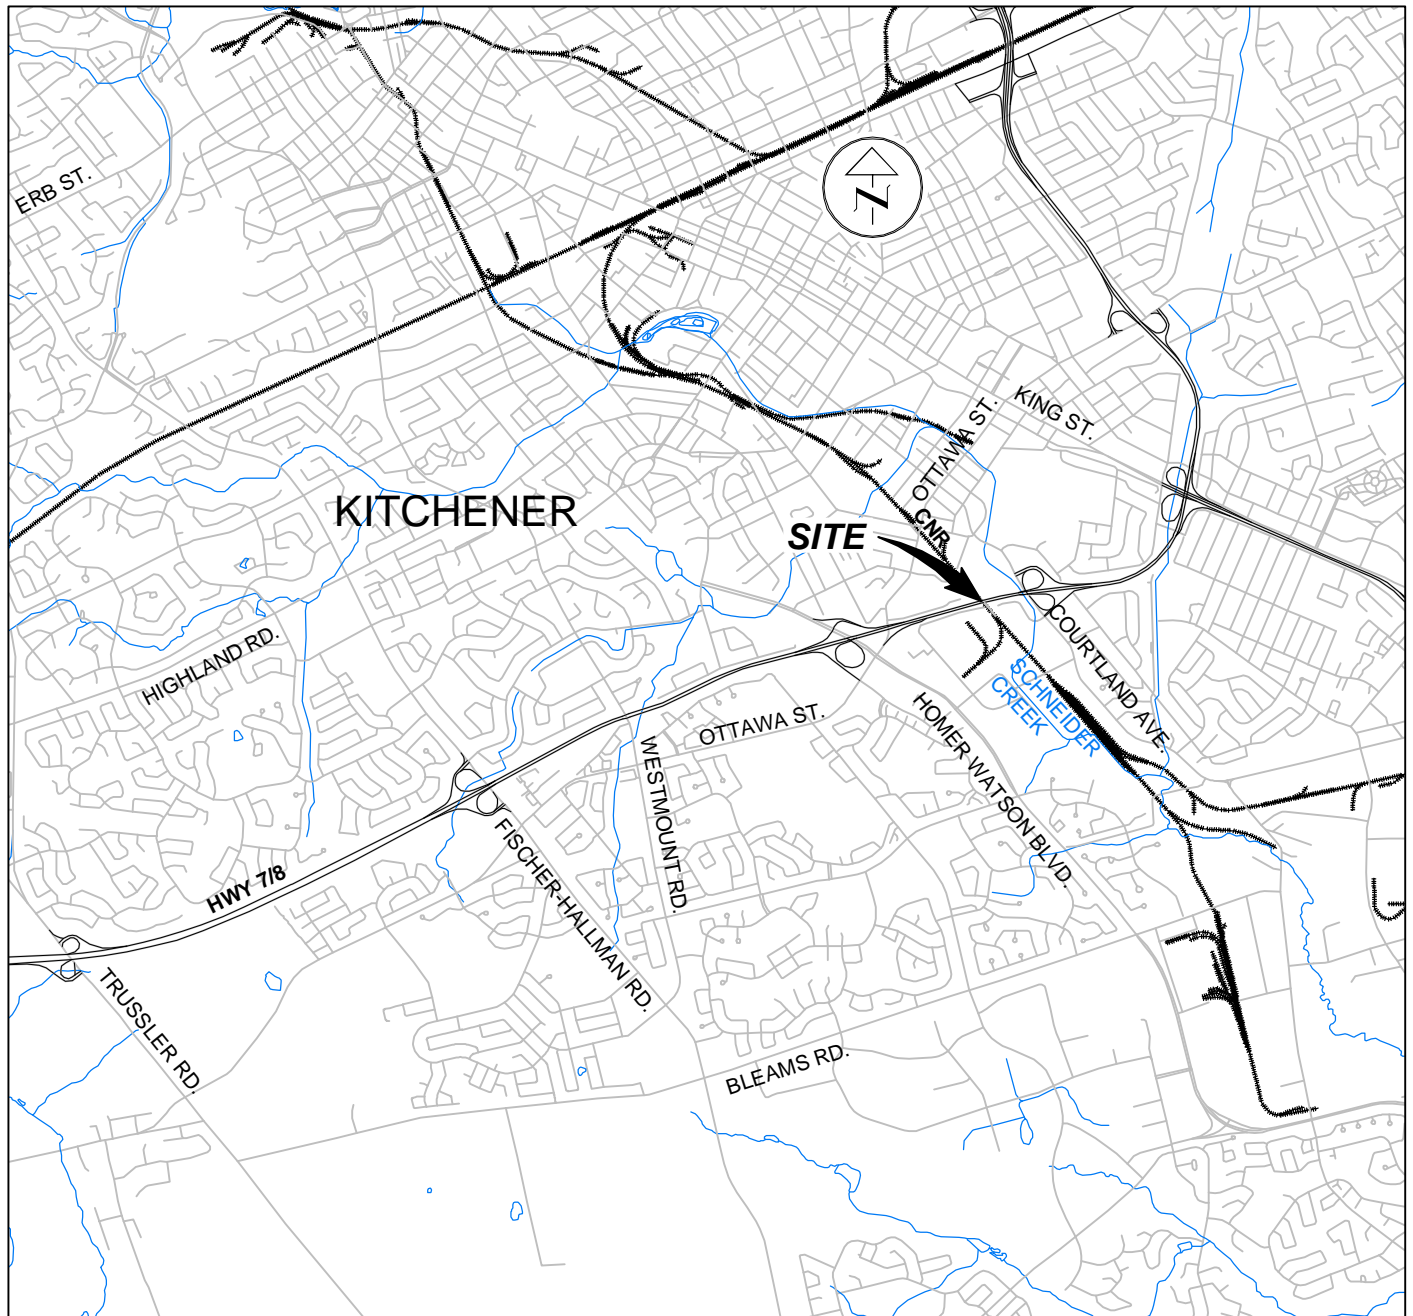 ERB ST.
N
KING ST.
OTTAWA ST.
KITCHENER
CNR
SITE
HIGHLAND RD.
COURTLAND AVE.
SCHNEIDER
CREEK
OTTAWA ST.
HOMER WATSON BLVD.
WESTMOUNT RD.
FISCHER-HALLMAN RD.
HWY 7/8
TRUSSLER RD.
BLEAMS RD.